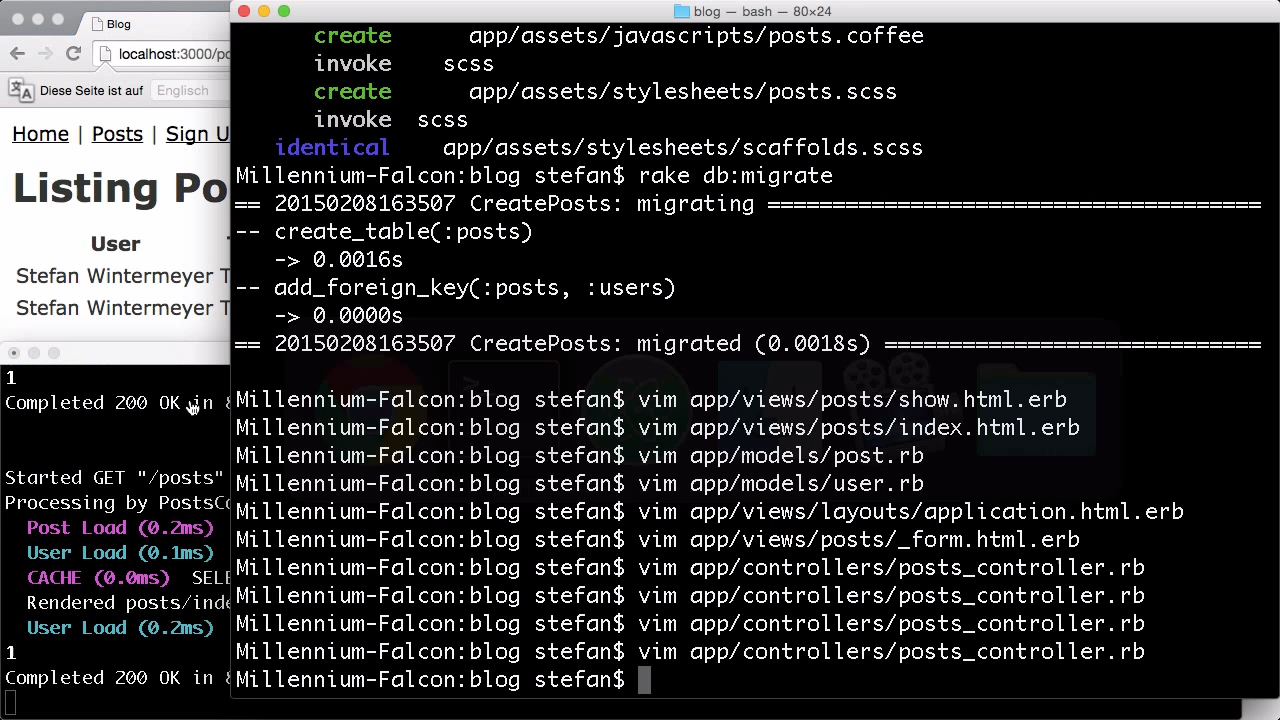 Blog
localhost:3000/po
Diese Seite ist auf Englisch
Home | Posts | Sign U
Listing Po
User
Stefan Wintermeyer T
Stefan Wintermeyer T
1
Completed 200 OK in 8
Started GET "/posts"
Processing by PostsCo
Post Load (0.2ms)
User Load (0.1ms)
CACHE (0.0ms) SELE
Rendered posts/inde
User Load (0.2ms)
1
Completed 200 OK in 8
blog — bash — 80×24
create app/assets/javascripts/posts.coffee
invoke scss
create app/assets/stylesheets/posts.scss
invoke scss
identical app/assets/stylesheets/scaffolds.scss
Millennium-Falcon:blog stefan$ rake db:migrate
== 20150208163507 CreatePosts: migrating ======================================
-- create_table(:posts)
-> 0.0016s
-- add_foreign_key(:posts, :users)
-> 0.0000s
== 20150208163507 CreatePosts: migrated (0.0018s) =============================
Millennium-Falcon:blog stefan$ vim app/views/posts/show.html.erb
Millennium-Falcon:blog stefan$ vim app/views/posts/index.html.erb
Millennium-Falcon:blog stefan$ vim app/models/post.rb
Millennium-Falcon:blog stefan$ vim app/models/user.rb
Millennium-Falcon:blog stefan$ vim app/views/layouts/application.html.erb
Millennium-Falcon:blog stefan$ vim app/views/posts/_form.html.erb
Millennium-Falcon:blog stefan$ vim app/controllers/posts_controller.rb
Millennium-Falcon:blog stefan$ vim app/controllers/posts_controller.rb
Millennium-Falcon:blog stefan$ vim app/controllers/posts_controller.rb
Millennium-Falcon:blog stefan$ vim app/controllers/posts_controller.rb
Millennium-Falcon:blog stefan$